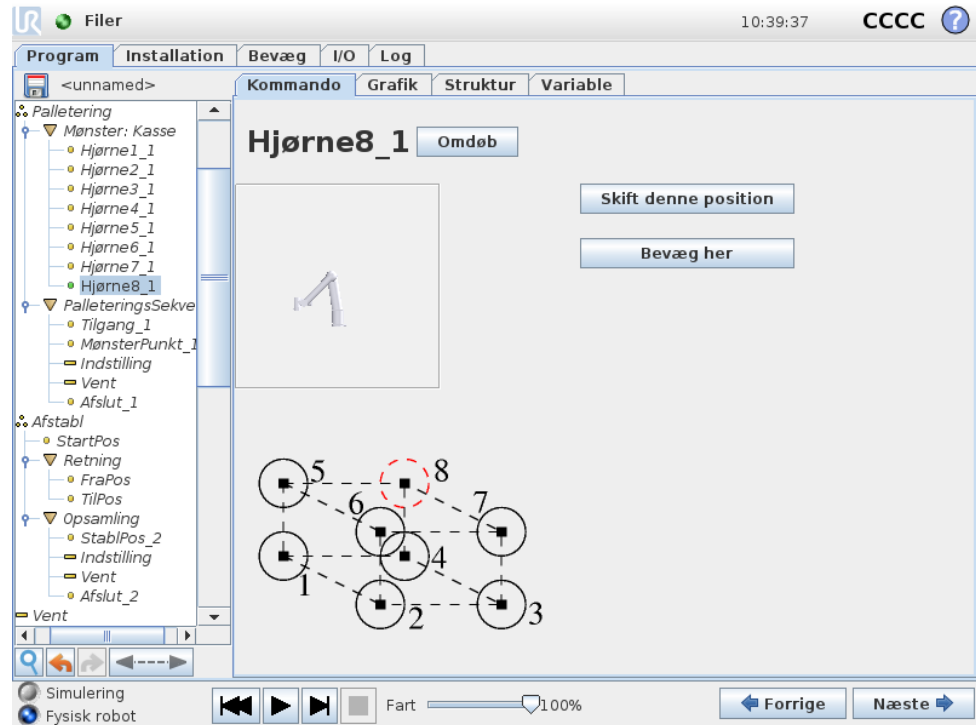 UR Filer 10:39:37 CCCC ?
Program Installation Bevæg I/O Log
<unnamed>
Kommando Grafik Struktur Variable
Palletering
Mønster: Kasse
Hjørne1_1
Hjørne2_1
Hjørne3_1
Hjørne4_1
Hjørne5_1
Hjørne6_1
Hjørne7_1
Hjørne8_1
PalleteringsSekve
Tilgang_1
MønsterPunkt_1
Indstilling
Vent
Afslut_1
Afstabl
StartPos
Retning
FraPos
TilPos
Opsamling
StablPos_2
Indstilling
Vent
Afslut_2
Vent
Hjørne8_1 Omdøb
Skift denne position
Bevæg her
5 8
6 7
4
1
2 3
Simulering
Fysisk robot
Fart 100%
Forrige Næste